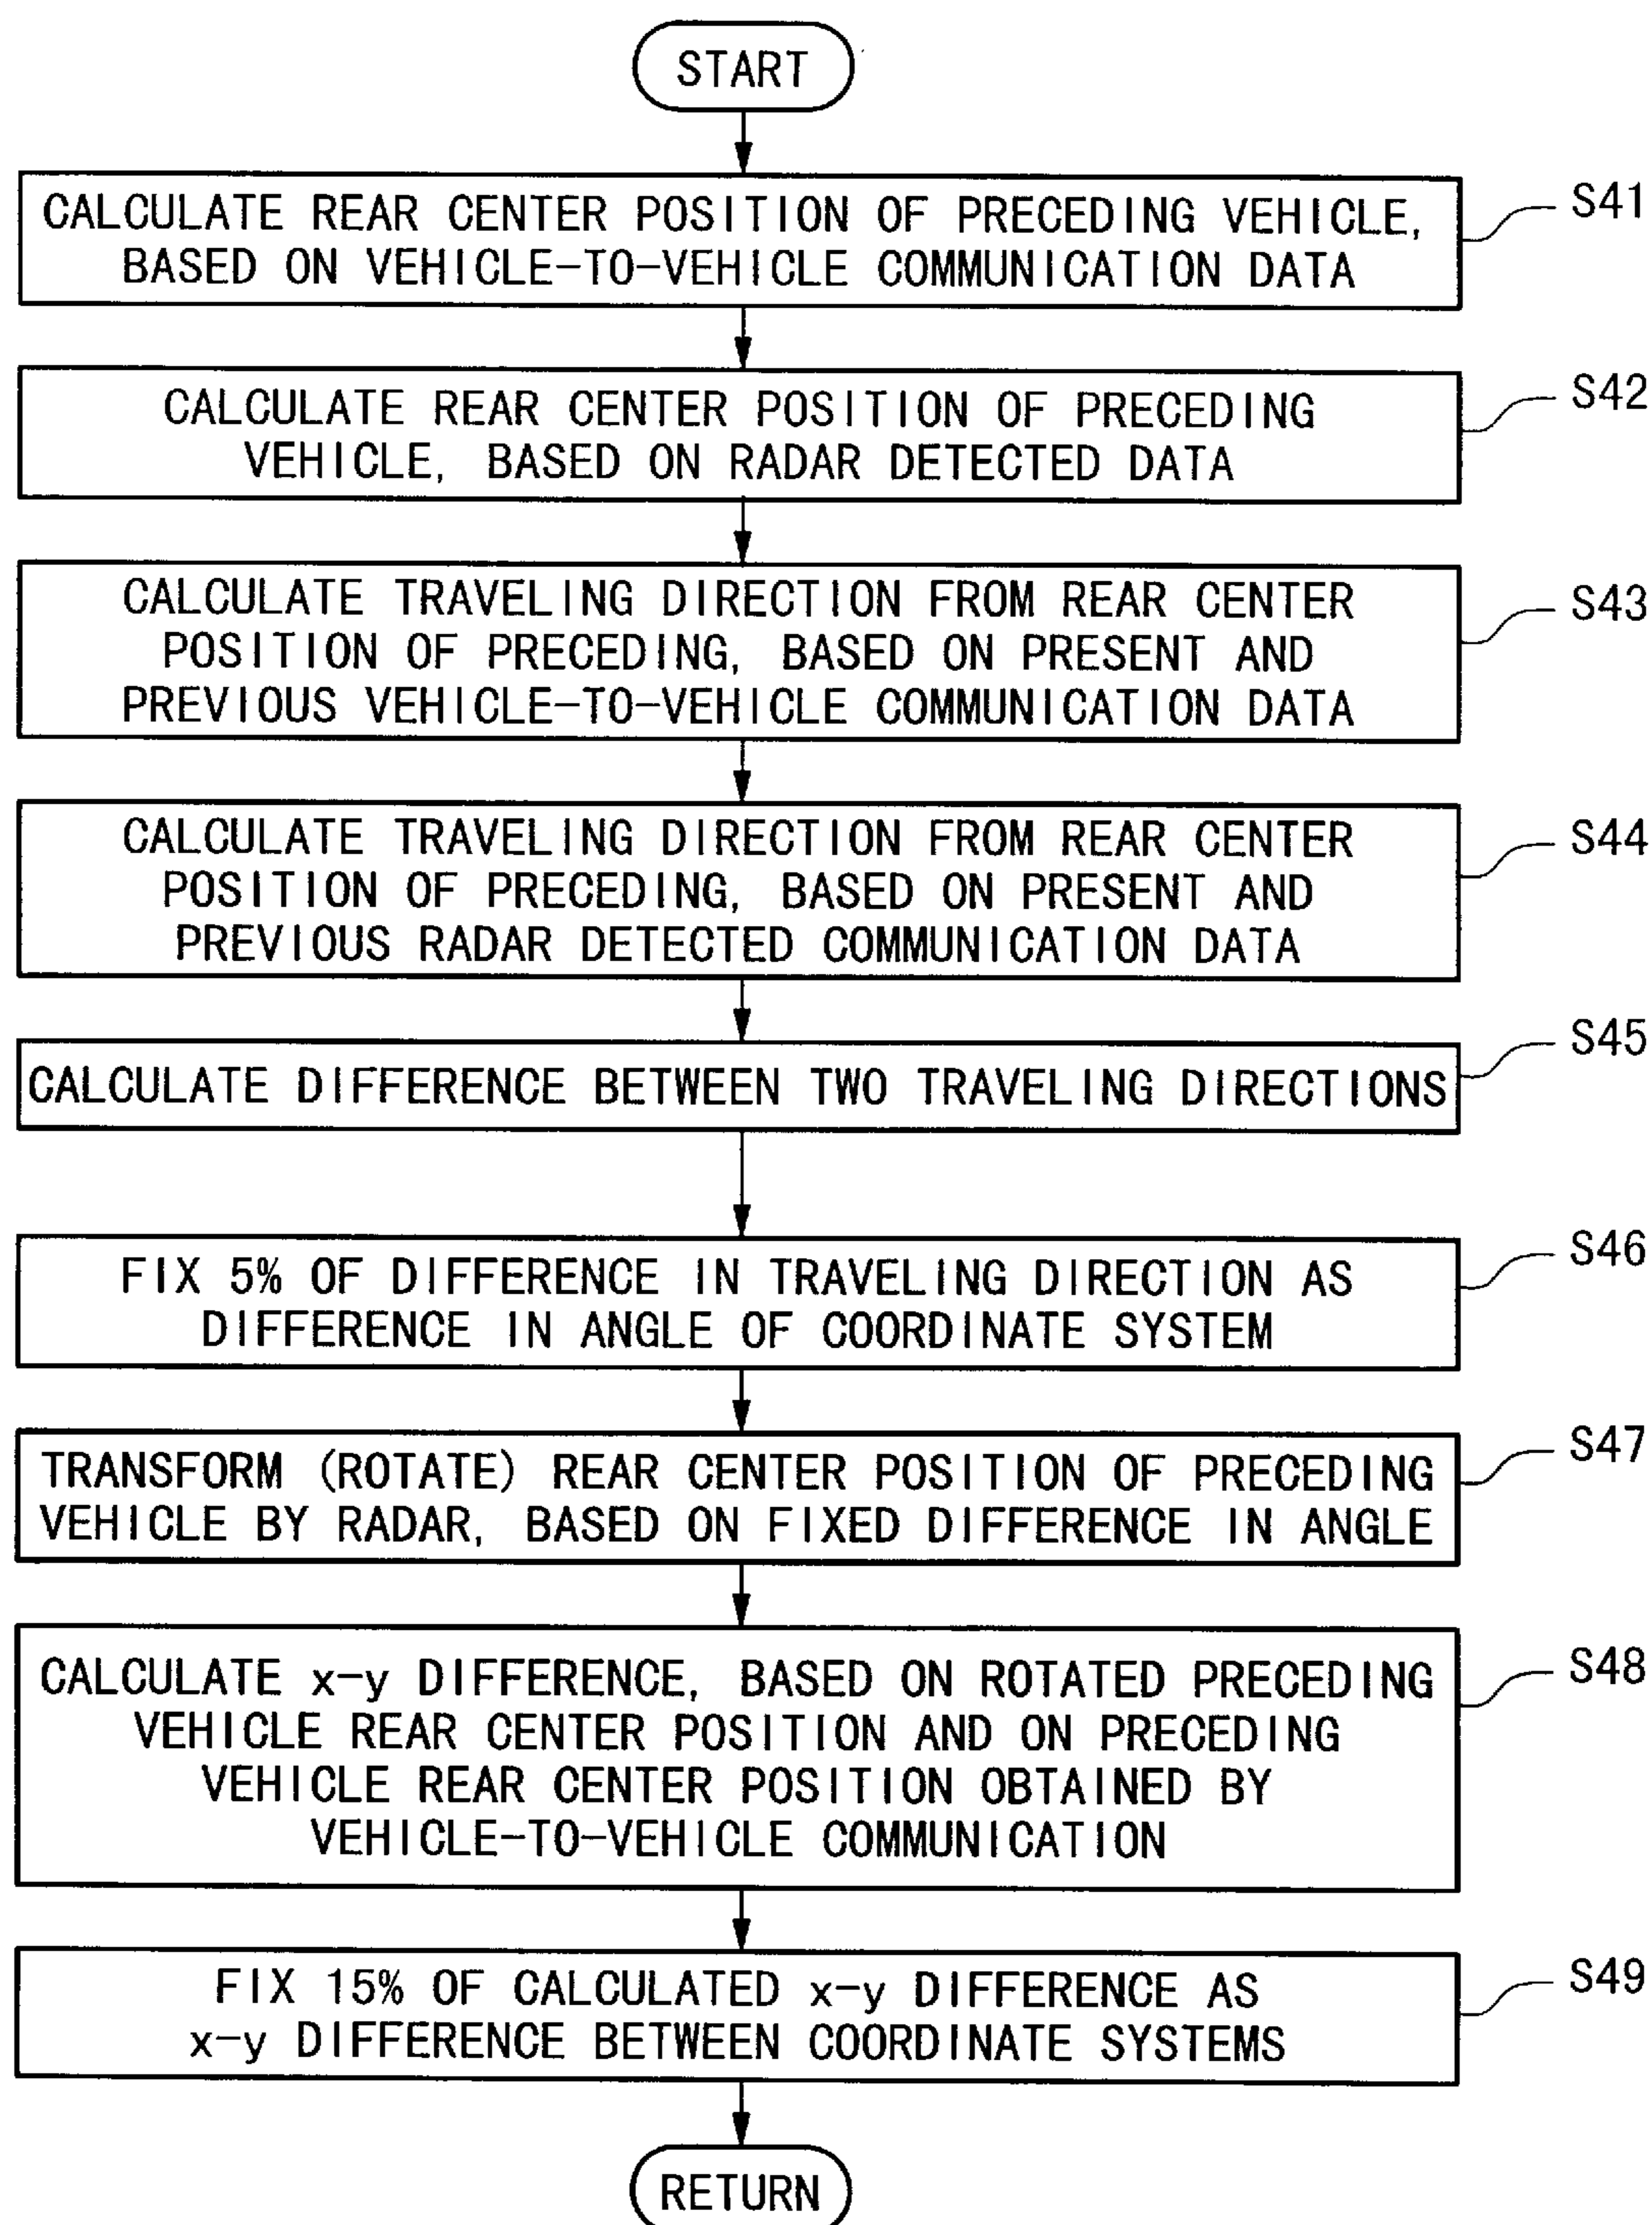 START
CALCULATE REAR CENTER POSITION OF PRECEDING VEHICLE,
BASED ON VEHICLE-TO-VEHICLE COMMUNICATION DATA
S41
CALCULATE REAR CENTER POSITION OF PRECEDING
VEHICLE, BASED ON RADAR DETECTED DATA
S42
CALCULATE TRAVELING DIRECTION FROM REAR CENTER
POSITION OF PRECEDING, BASED ON PRESENT AND
PREVIOUS VEHICLE-TO-VEHICLE COMMUNICATION DATA
S43
CALCULATE TRAVELING DIRECTION FROM REAR CENTER
POSITION OF PRECEDING, BASED ON PRESENT AND
PREVIOUS RADAR DETECTED COMMUNICATION DATA
S44
CALCULATE DIFFERENCE BETWEEN TWO TRAVELING DIRECTIONS
S45
FIX 5% OF DIFFERENCE IN TRAVELING DIRECTION AS
DIFFERENCE IN ANGLE OF COORDINATE SYSTEM
S46
TRANSFORM (ROTATE) REAR CENTER POSITION OF PRECEDING
VEHICLE BY RADAR, BASED ON FIXED DIFFERENCE IN ANGLE
S47
CALCULATE x-y DIFFERENCE, BASED ON ROTATED PRECEDING
VEHICLE REAR CENTER POSITION AND ON PRECEDING
VEHICLE REAR CENTER POSITION OBTAINED BY
VEHICLE-TO-VEHICLE COMMUNICATION
S48
FIX 15% OF CALCULATED x-y DIFFERENCE AS
x-y DIFFERENCE BETWEEN COORDINATE SYSTEMS
S49
RETURN